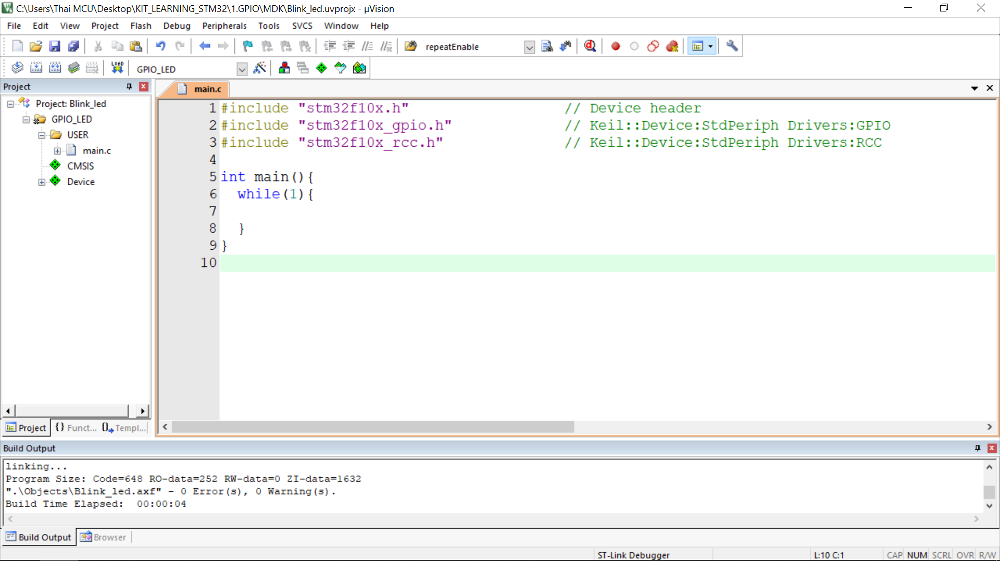 C:\Users\Thai MCU\Desktop\KIT_LEARNING_STM32\1.GPIO\MDK\Blink_led.uvprojx - µVision
File Edit View Project Flash Debug Peripherals Tools SVCS Window Help
repeatEnable
LOAD GPIO_LED
Project
Project: Blink_led
GPIO_LED
USER
main.c
CMSIS
Device
Project {} Funct... Templ...
main.c
1 #include "stm32f10x.h" // Device header
2 #include "stm32f10x_gpio.h" // Keil::Device:StdPeriph Drivers:GPIO
3 #include "stm32f10x_rcc.h" // Keil::Device:StdPeriph Drivers:RCC
4
5 int main(){
6 while(1){
7
8 }
9 }
10
Build Output
linking...
Program Size: Code=648 RO-data=252 RW-data=0 ZI-data=1632
".\Objects\Blink_led.axf" - 0 Error(s), 0 Warning(s).
Build Time Elapsed: 00:00:04
Build Output Browser
ST-Link Debugger L:10 C:1 CAP NUM SCRL OVR R/W